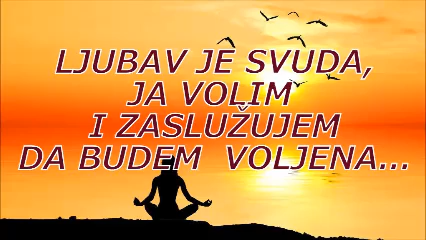 LJUBAV JE SVUDA,
JA VOLIM
I ZASLUŽUJEM
DA BUDEM VOLJENA...